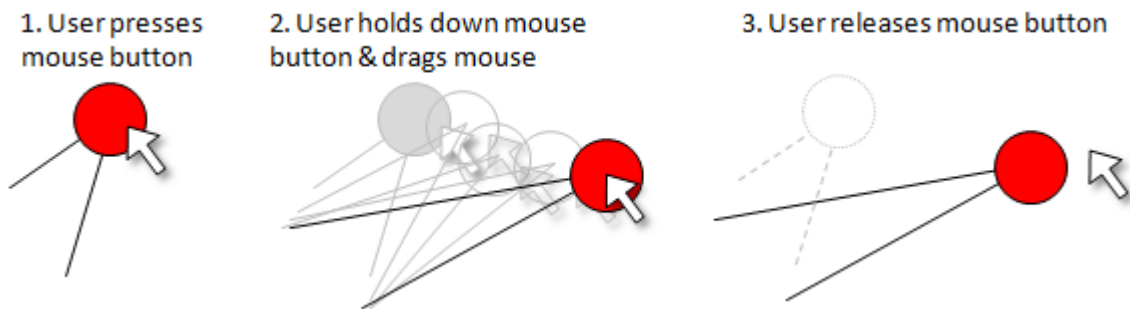 1. User presses
mouse button
2. User holds down mouse
button & drags mouse
3. User releases mouse button